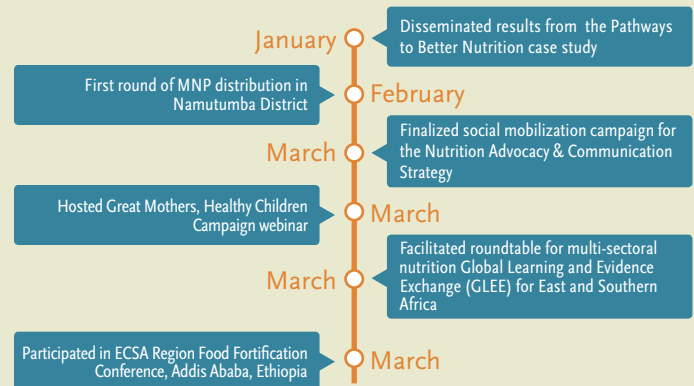 January
Disseminated results from the Pathways
to Better Nutrition case study
First round of MNP distribution in
Namutumba District
February
March
Finalized social mobilization campaign for
the Nutrition Advocacy & Communication
Strategy
Hosted Great Mothers, Healthy Children
Campaign webinar
March
March
Facilitated roundtable for multi-sectoral
nutrition Global Learning and Evidence
Exchange (GLEE) for East and Southern
Africa
Participated in ECSA Region Food Fortification
Conference, Addis Ababa, Ethiopia
March